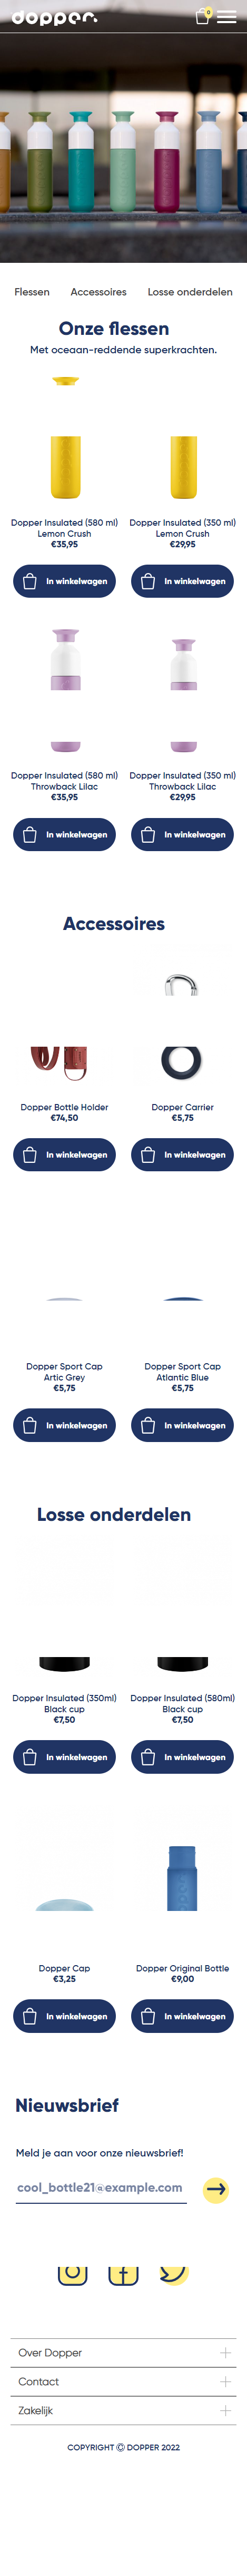 dopper.
0
Flessen Accessoires Losse onderdelen
Onze flessen
Met oceaan-reddende superkrachten.
Dopper Insulated (580 ml)
Lemon Crush
€35,95
In winkelwagen
Dopper Insulated (350 ml)
Lemon Crush
€29,95
In winkelwagen
Dopper Insulated (580 ml)
Throwback Lilac
€35,95
In winkelwagen
Dopper Insulated (350 ml)
Throwback Lilac
€29,95
In winkelwagen
Accessoires
Dopper Bottle Holder
€74,50
In winkelwagen
Dopper Carrier
€5,75
In winkelwagen
Dopper Sport Cap
Artic Grey
€5,75
In winkelwagen
Dopper Sport Cap
Atlantic Blue
€5,75
In winkelwagen
Losse onderdelen
Dopper Insulated (350ml)
Black cup
€7,50
In winkelwagen
Dopper Insulated (580ml)
Black cup
€7,50
In winkelwagen
Dopper Cap
€3,25
In winkelwagen
Dopper Original Bottle
€9,00
In winkelwagen
Nieuwsbrief
Meld je aan voor onze nieuwsbrief!
cool_bottle21@example.com
Over Dopper
Contact
Zakelijk
COPYRIGHT © DOPPER 2022